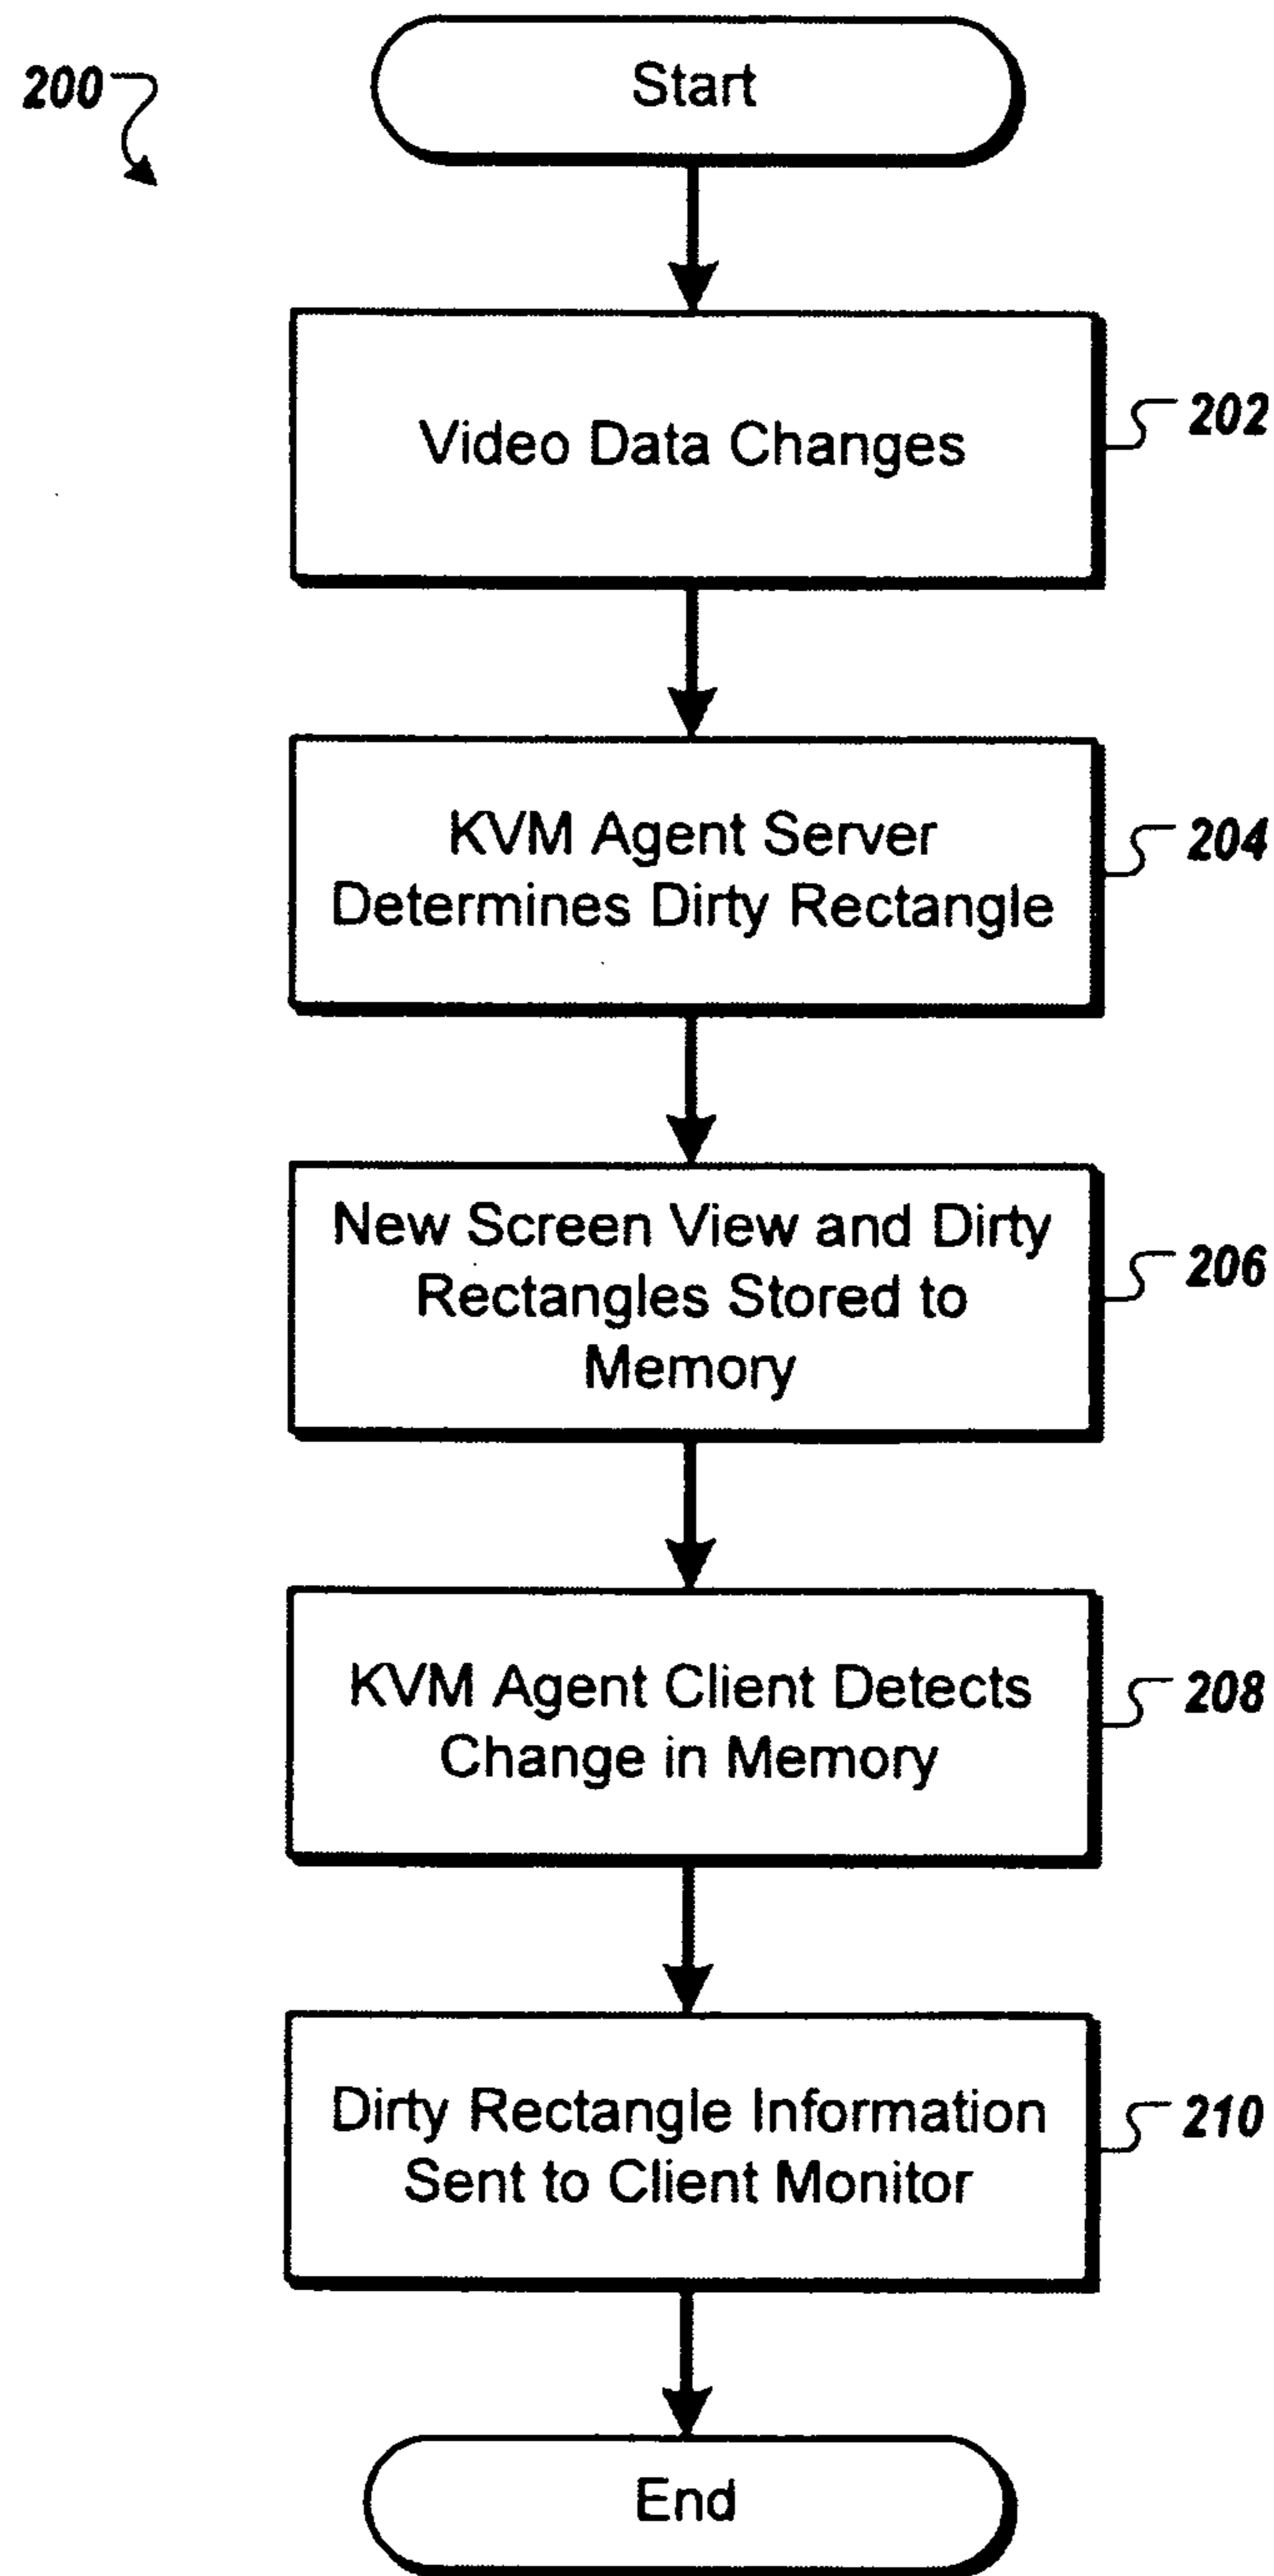 200
Start
Video Data Changes
202
KVM Agent Server
Determines Dirty Rectangle
204
New Screen View and Dirty
Rectangles Stored to
Memory
206
KVM Agent Client Detects
Change in Memory
208
Dirty Rectangle Information
Sent to Client Monitor
210
End